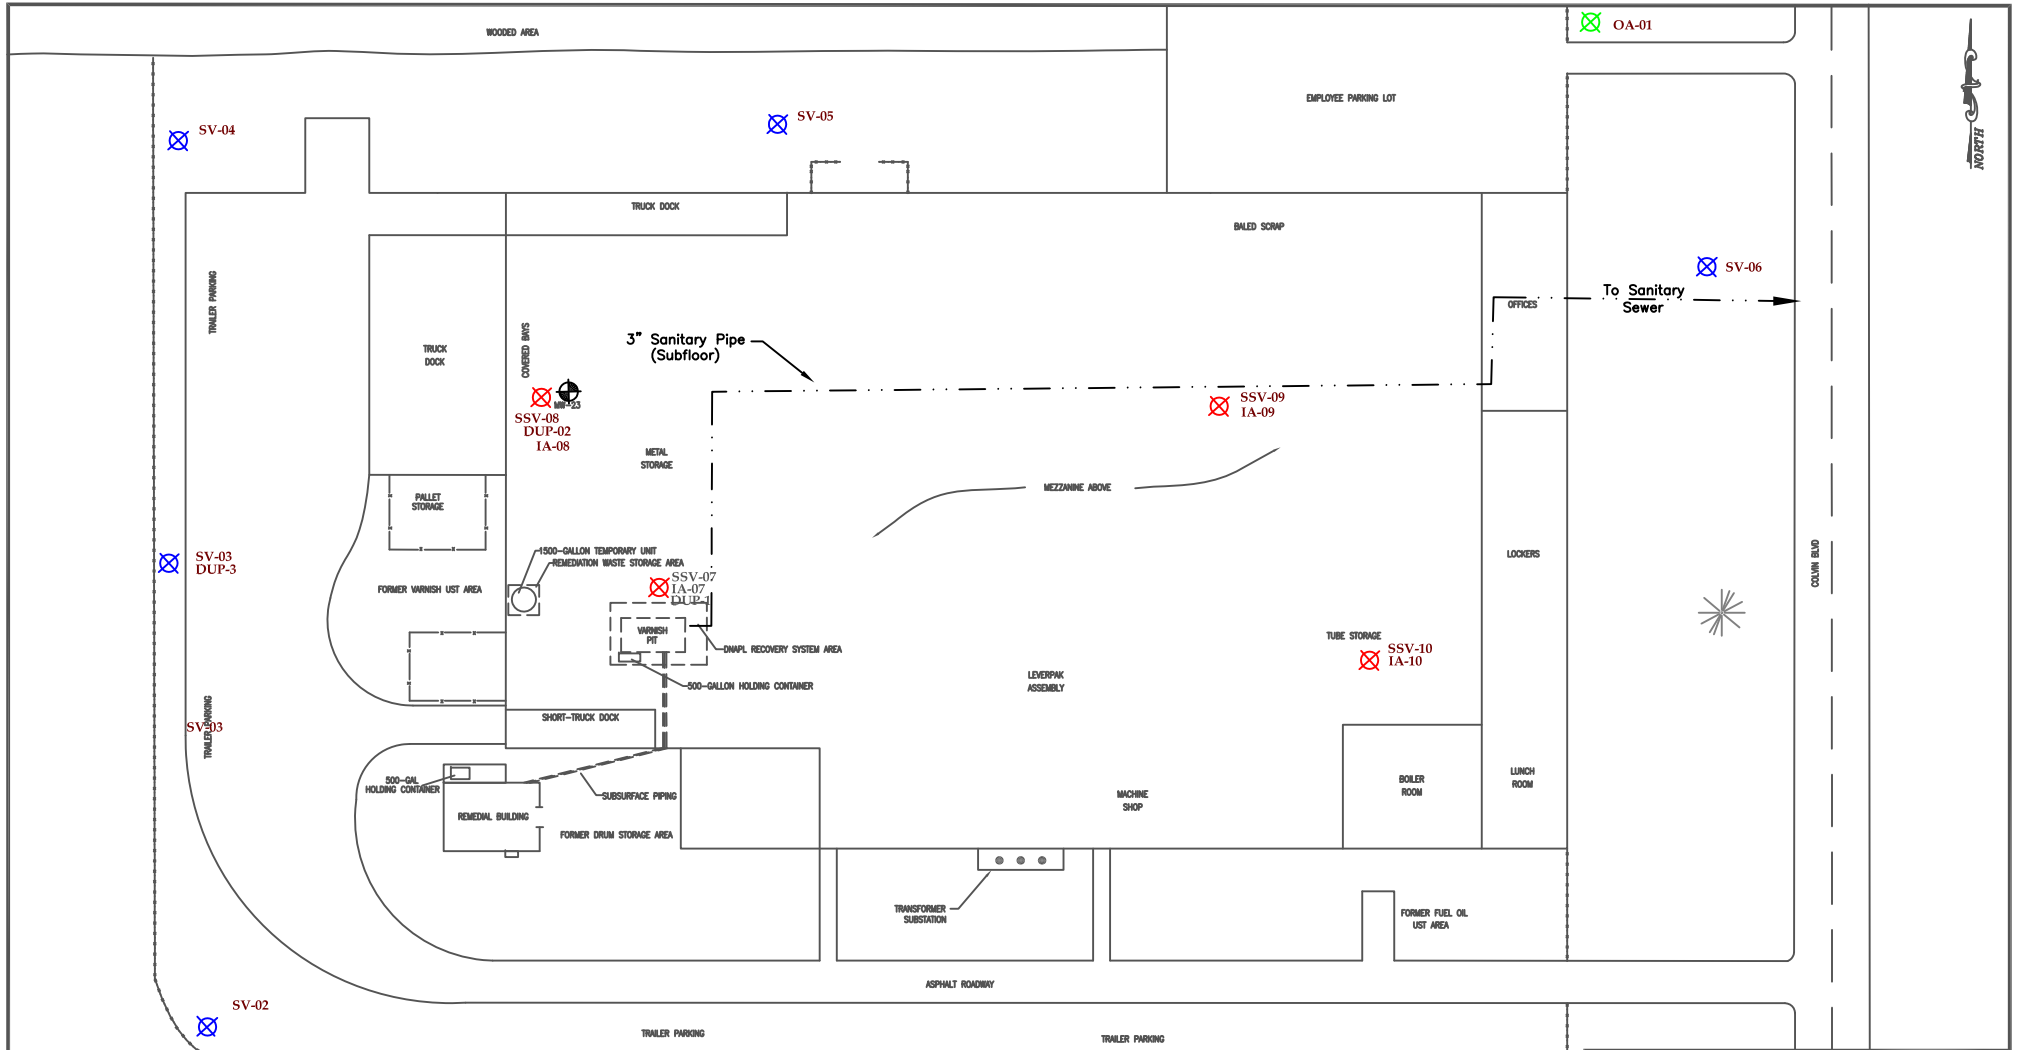 WOODED AREA
OA-01
NORTH
EMPLOYEE PARKING LOT
SV-04
SV-05
TRUCK DOCK
BALED SCRAP
SV-06
TRAILER PARKING
To Sanitary
Sewer
OFFICES
3" Sanitary Pipe
(Subfloor)
TRUCK
DOCK
COVERED BAYS
MW-23
SSV-08
DUP-02
IA-08
SSV-09
IA-09
METAL
STORAGE
MEZZANINE ABOVE
PALLET
STORAGE
1500-GALLON TEMPORARY UNIT
REMEDIATION WASTE STORAGE AREA
SV-03
DUP-3
FORMER VARNISH UST AREA
SSV-07
IA-07
DUP-1
LOCKERS
COLVIN BLVD
VARNISH
PIT
DNAPL RECOVERY SYSTEM AREA
TUBE STORAGE
SSV-10
IA-10
500-GALLON HOLDING CONTAINER
LEVERPAK
ASSEMBLY
SHORT-TRUCK DOCK
SV-03
TRAILER PARKING
500-GAL
HOLDING CONTAINER
SUBSURFACE PIPING
MACHINE
SHOP
BOILER
ROOM
LUNCH
ROOM
REMEDIAL BUILDING
FORMER DRUM STORAGE AREA
TRANSFORMER
SUBSTATION
FORMER FUEL OIL
UST AREA
ASPHALT ROADWAY
SV-02
TRAILER PARKING
TRAILER PARKING